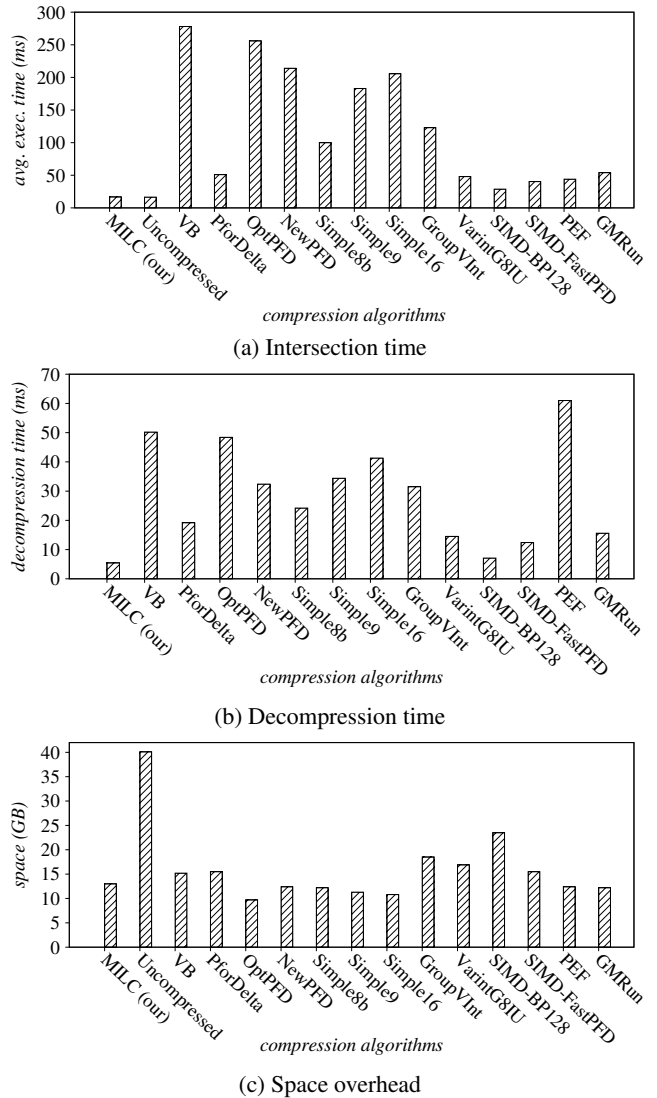 300
250
200
150
100
50
0
avg. exec. time (ms)
MILC (our)
Uncompressed
VB
PforDelta
OptPFD
NewPFD
Simple8b
Simple9
Simple16
GroupVInt
VarintG8IU
SIMD-BP128
SIMD-FastPFD
PEF
GMRun
compression algorithms
(a) Intersection time
70
60
50
40
30
20
10
0
decompression time (ms)
MILC (our)
VB
PforDelta
OptPFD
NewPFD
Simple8b
Simple9
Simple16
GroupVInt
VarintG8IU
SIMD-BP128
SIMD-FastPFD
PEF
GMRun
compression algorithms
(b) Decompression time
40
35
30
25
20
15
10
5
0
space (GB)
MILC (our)
Uncompressed
VB
PforDelta
OptPFD
NewPFD
Simple8b
Simple9
Simple16
GroupVInt
VarintG8IU
SIMD-BP128
SIMD-FastPFD
PEF
GMRun
compression algorithms
(c) Space overhead